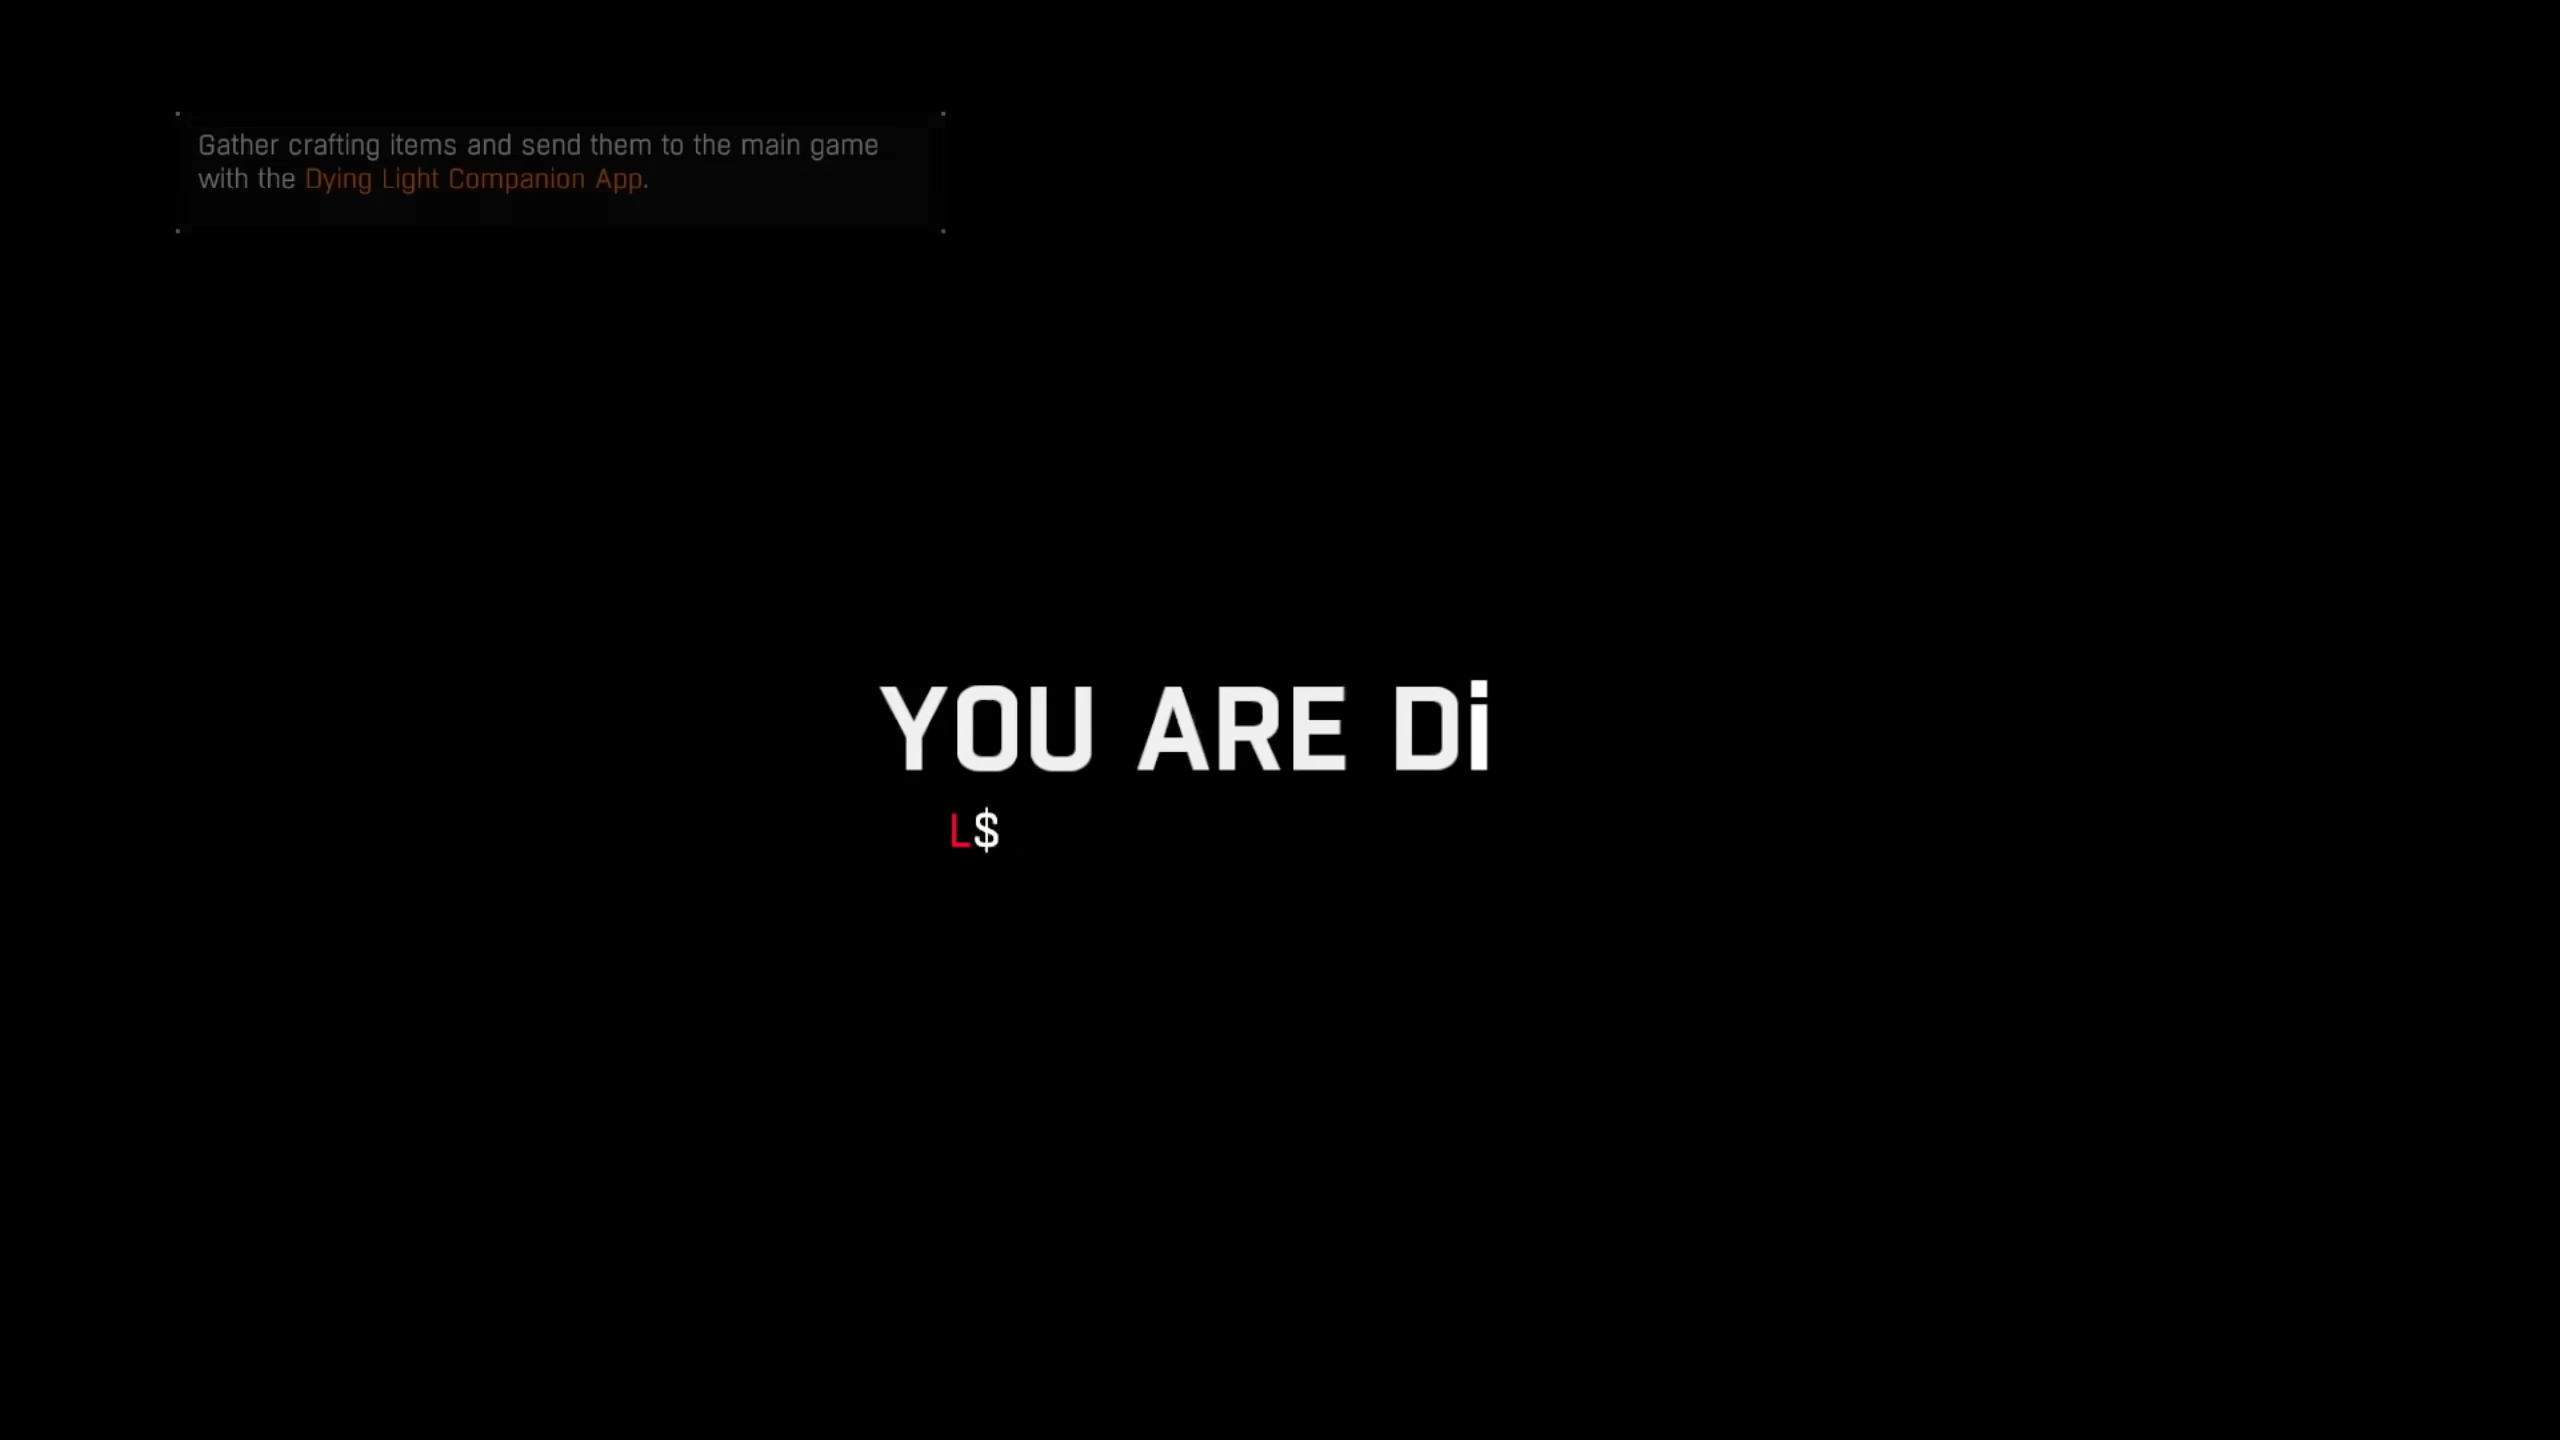 Gather crafting items and send them to the main game
with the Dying Light Companion App.
YOU ARE Di
L$